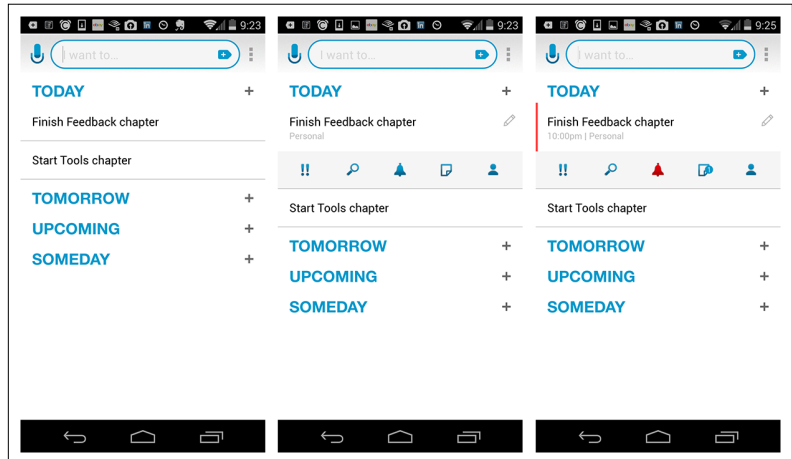 9:23
I want to...
TODAY +
Finish Feedback chapter
Start Tools chapter
TOMORROW +
UPCOMING +
SOMEDAY +
9:23
I want to...
TODAY +
Finish Feedback chapter
Personal
!!
Start Tools chapter
TOMORROW +
UPCOMING +
SOMEDAY +
9:25
I want to...
TODAY +
Finish Feedback chapter
10:00pm | Personal
!!
Start Tools chapter
TOMORROW +
UPCOMING +
SOMEDAY +